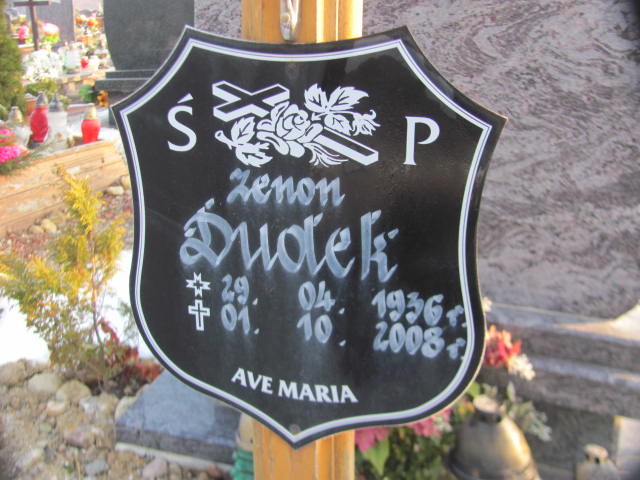 Ś P
Zenon
Dudek
29. 04. 1936 r.
01. 10. 2008 r.
AVE MARIA